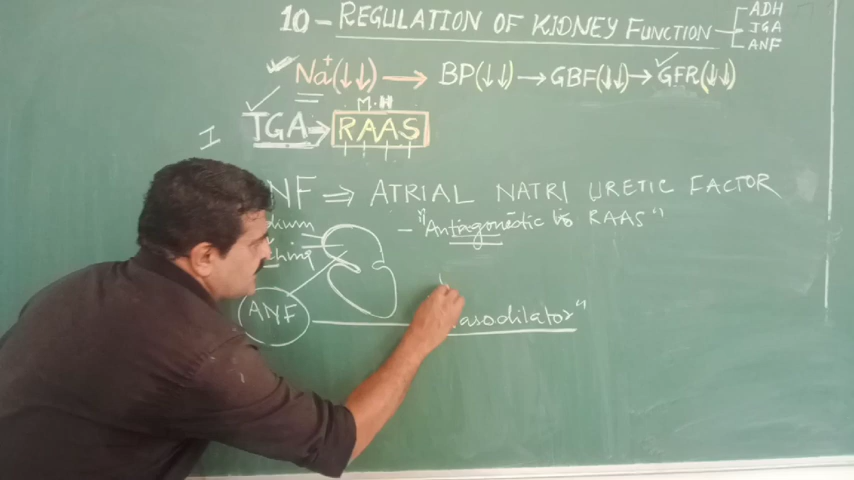 10 - REGULATION OF KIDNEY FUNCTION
ADH
JGA
ANF
Na+(↓↓) → BP(↓↓) → GBF(↓↓) → GFR(↓↓)
M·H
I JGA → RAAS
NF ⇒ ATRIAL NATRI URETIC FACTOR
- "Antagonistic to RAAS"
ANF
asodilator"